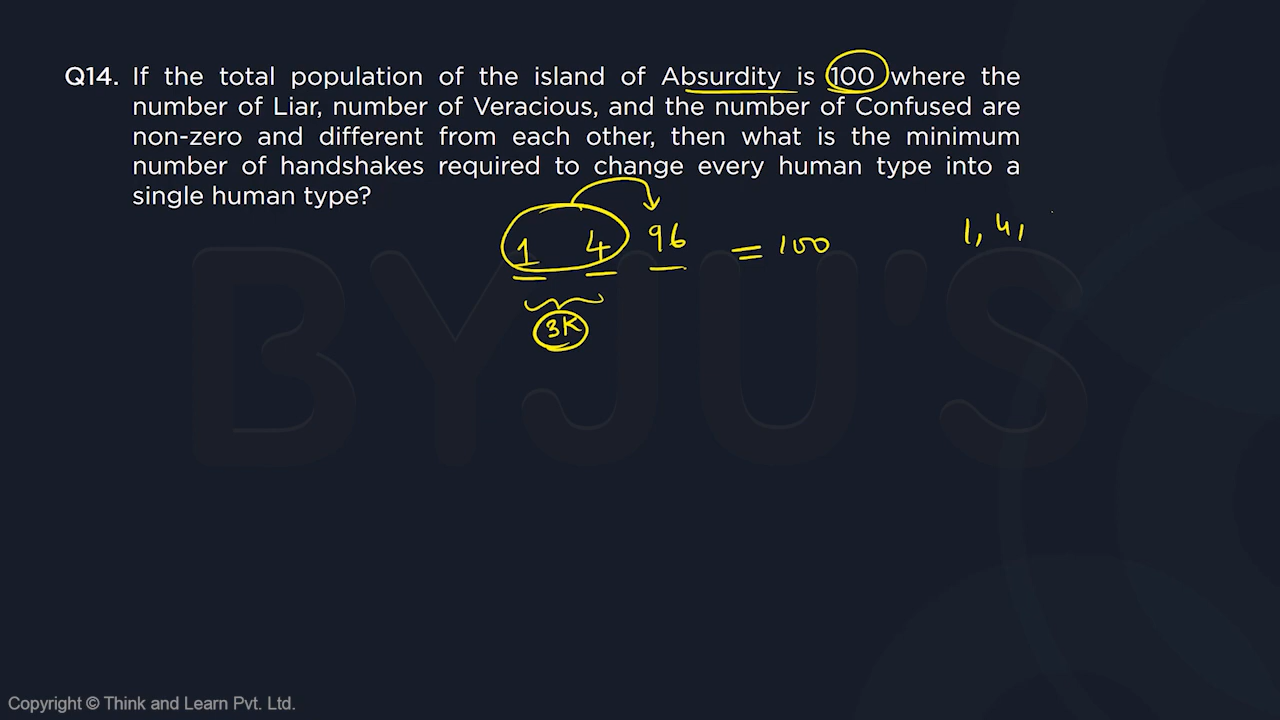 Q14. If the total population of the island of Absurdity is 100 where the
number of Liar, number of Veracious, and the number of Confused are
non-zero and different from each other, then what is the minimum
number of handshakes required to change every human type into a
single human type?
1 4 96 = 100
1, 4,
3K
BYJU'S
Copyright © Think and Learn Pvt. Ltd.